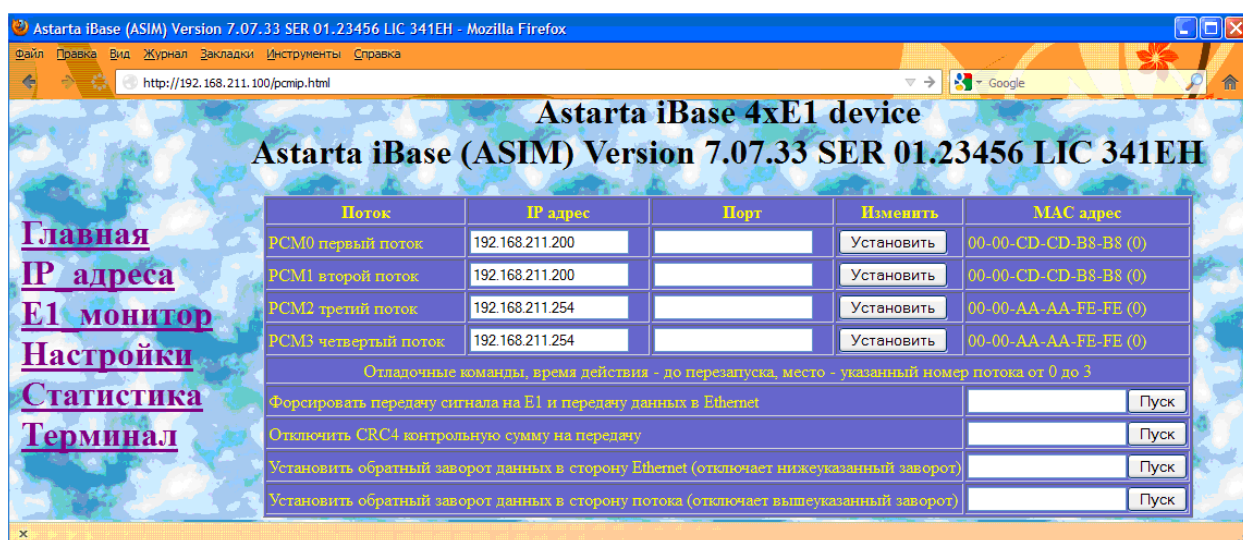 Astarta iBase (ASIM) Version 7.07.33 SER 01.23456 LIC 341EH - Mozilla Firefox
Файл Правка Вид Журнал Закладки Инструменты Справка
http://192.168.211.100/pcmip.html Google
Astarta iBase 4xE1 device
Astarta iBase (ASIM) Version 7.07.33 SER 01.23456 LIC 341EH
Главная
IP_адреса
E1_монитор
Настройки
Статистика
Терминал
Поток IP адрес Порт Изменить MAC адрес
PCM0 первый поток 192.168.211.200 Установить 00-00-CD-CD-B8-B8 (0)
PCM1 второй поток 192.168.211.200 Установить 00-00-CD-CD-B8-B8 (0)
PCM2 третий поток 192.168.211.254 Установить 00-00-AA-AA-FE-FE (0)
PCM3 четвертый поток 192.168.211.254 Установить 00-00-AA-AA-FE-FE (0)
Отладочные команды, время действия - до перезапуска, место - указанный номер потока от 0 до 3
Форсировать передачу сигнала на E1 и передачу данных в Ethernet Пуск
Отключить CRC4 контрольную сумму на передачу Пуск
Установить обратный заворот данных в сторону Ethernet (отключает нижеуказанный заворот) Пуск
Установить обратный заворот данных в сторону потока (отключает вышеуказанный заворот) Пуск